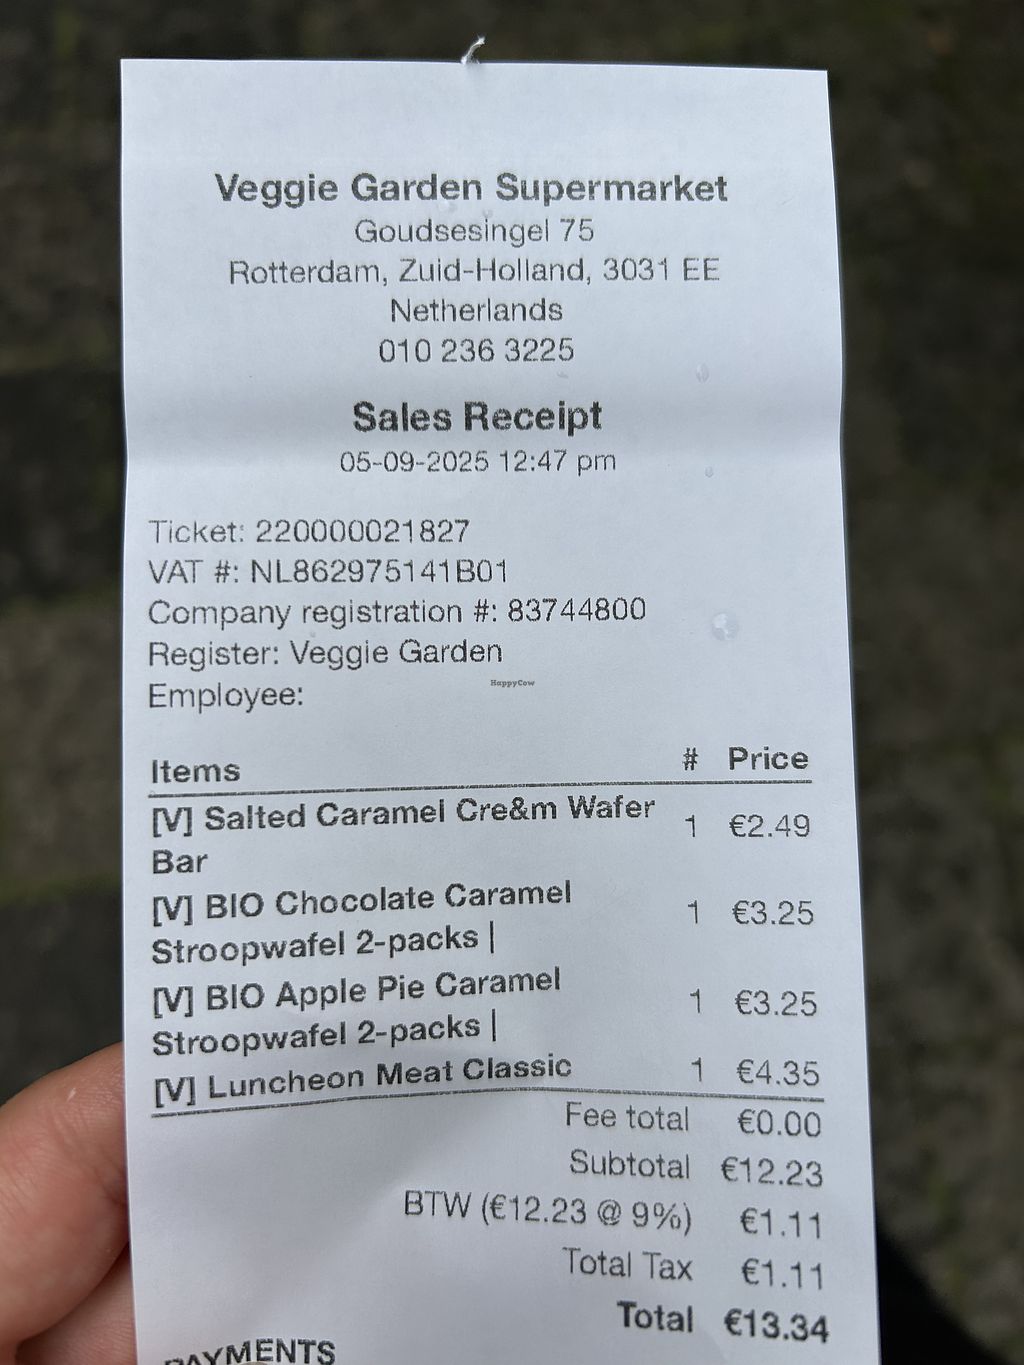 Veggie Garden Supermarket
Goudsesingel 75
Rotterdam, Zuid-Holland, 3031 EE
Netherlands
010 236 3225
Sales Receipt
05-09-2025 12:47 pm
Ticket: 220000021827
VAT #: NL862975141B01
Company registration #: 83744800
Register: Veggie Garden
HappyCow
Employee:
Items # Price
[V] Salted Caramel Cre&m Wafer 1 €2.49
Bar
[V] BIO Chocolate Caramel 1 €3.25
Stroopwafel 2-packs |
[V] BIO Apple Pie Caramel 1 €3.25
Stroopwafel 2-packs |
[V] Luncheon Meat Classic 1 €4.35
Fee total €0.00
Subtotal €12.23
BTW (€12.23 @ 9%) €1.11
Total Tax €1.11
Total €13.34
PAYMENTS